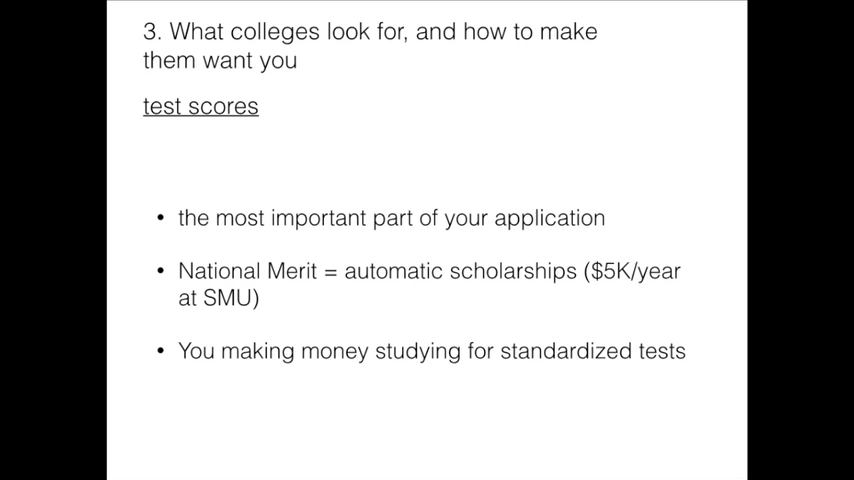 3. What colleges look for, and how to make
them want you
test scores
• the most important part of your application
• National Merit = automatic scholarships ($5K/year
at SMU)
• You making money studying for standardized tests